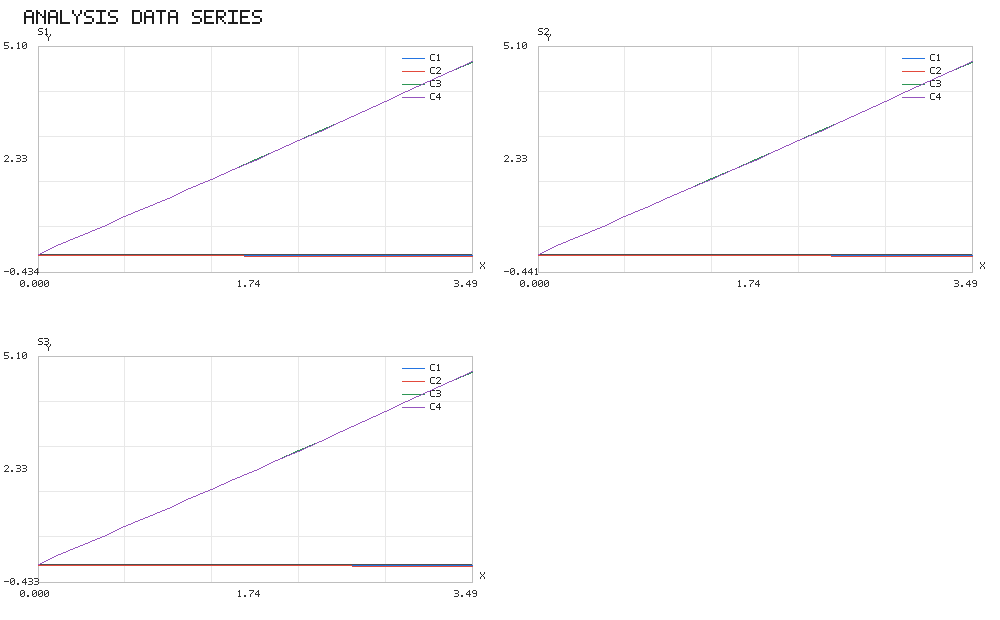 ANALYSIS DATA SERIES
S1
Y
5.10
2.33
-0.434
0.000
1.74
3.49
X
C1
C2
C3
C4
S2
Y
5.10
2.33
-0.441
0.000
1.74
3.49
X
C1
C2
C3
C4
S3
Y
5.10
2.33
-0.433
0.000
1.74
3.49
X
C1
C2
C3
C4